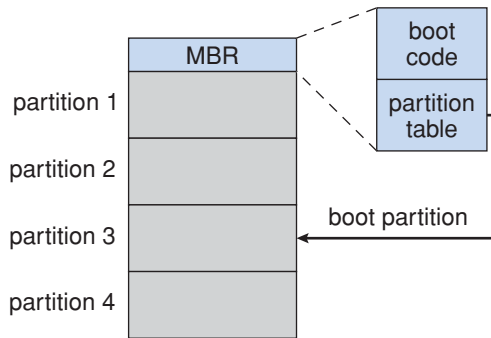 MBR
boot
code
partition
table
partition 1
partition 2
partition 3
boot partition
partition 4